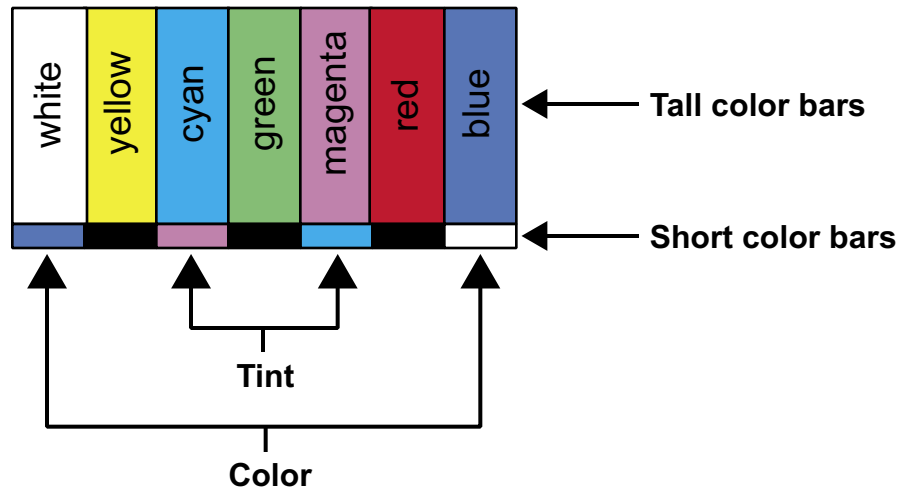 white
yellow
cyan
green
magenta
red
blue
Tall color bars
Short color bars
Tint
Color